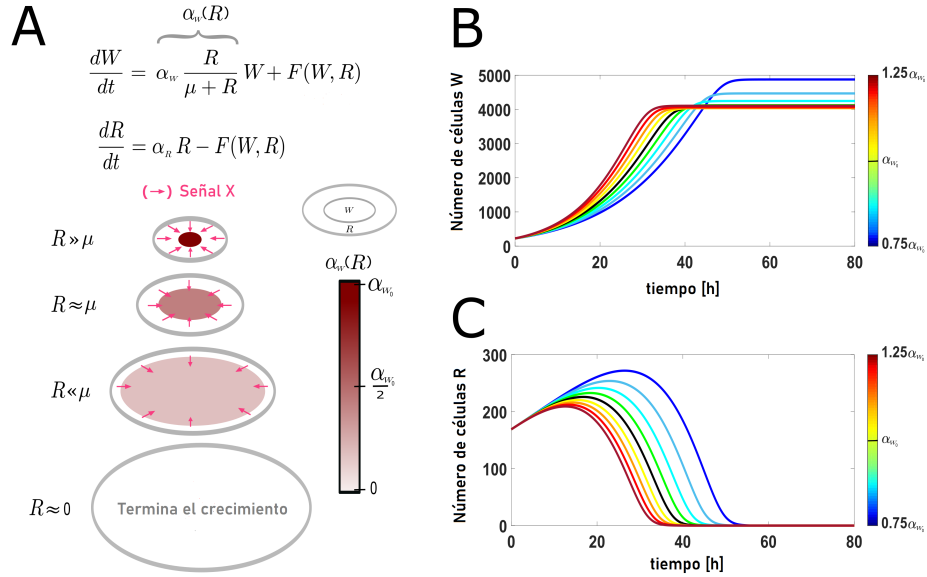 A
α_w(R)
dW/dt = α_w R/(μ + R) W + F(W, R)
dR/dt = α_R R − F(W, R)
(→) Señal X
W
R
R » μ
R ≈ μ
R « μ
R ≈ 0
Termina el crecimiento
α_w(R)
α_w₀
α_w₀/2
0
B
Número de células W
5000
4000
3000
2000
1000
0
0 20 40 60 80
tiempo [h]
1.25α_w₀
α_w₀
0.75α_w₀
C
Número de células R
300
200
100
0
0 20 40 60 80
tiempo [h]
1.25α_w₀
α_w₀
0.75α_w₀